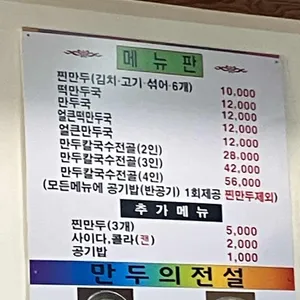 메뉴판
찐만두(김치·고기·섞어·6개) 10,000
떡만두국 12,000
만두국 12,000
얼큰떡만두국 12,000
얼큰만두국 12,000
만두칼국수전골(2인) 28,000
만두칼국수전골(3인) 42,000
만두칼국수전골(4인) 56,000
(모든메뉴에 공기밥(반공기) 1회제공 찐만두제외)
추가메뉴
찐만두(3개) 5,000
사이다,콜라(캔) 2,000
공기밥 1,000
만두의전설